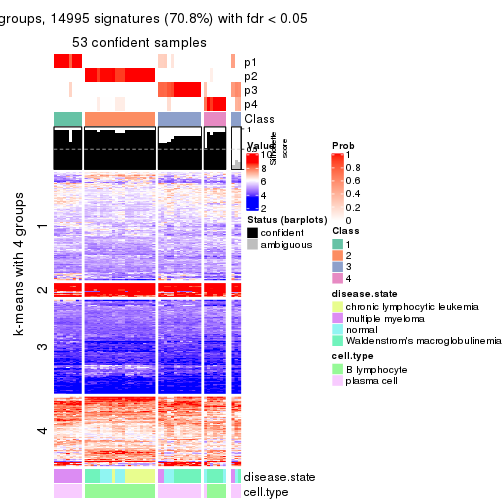 groups, 14995 signatures (70.8%) with fdr < 0.05
53 confident samples
p1
p2
p3
p4
Class
1
Silhouette
score
k-means with 4 groups
1
2
3
4
disease.state
cell.type
Value
10
8
6
4
2
Status (barplots)
confident
ambiguous
Prob
1
0.8
0.6
0.4
0.2
0
Class
1
2
3
4
disease.state
chronic lymphocytic leukemia
multiple myeloma
normal
Waldenstrom's macroglobulinemia
cell.type
B lymphocyte
plasma cell